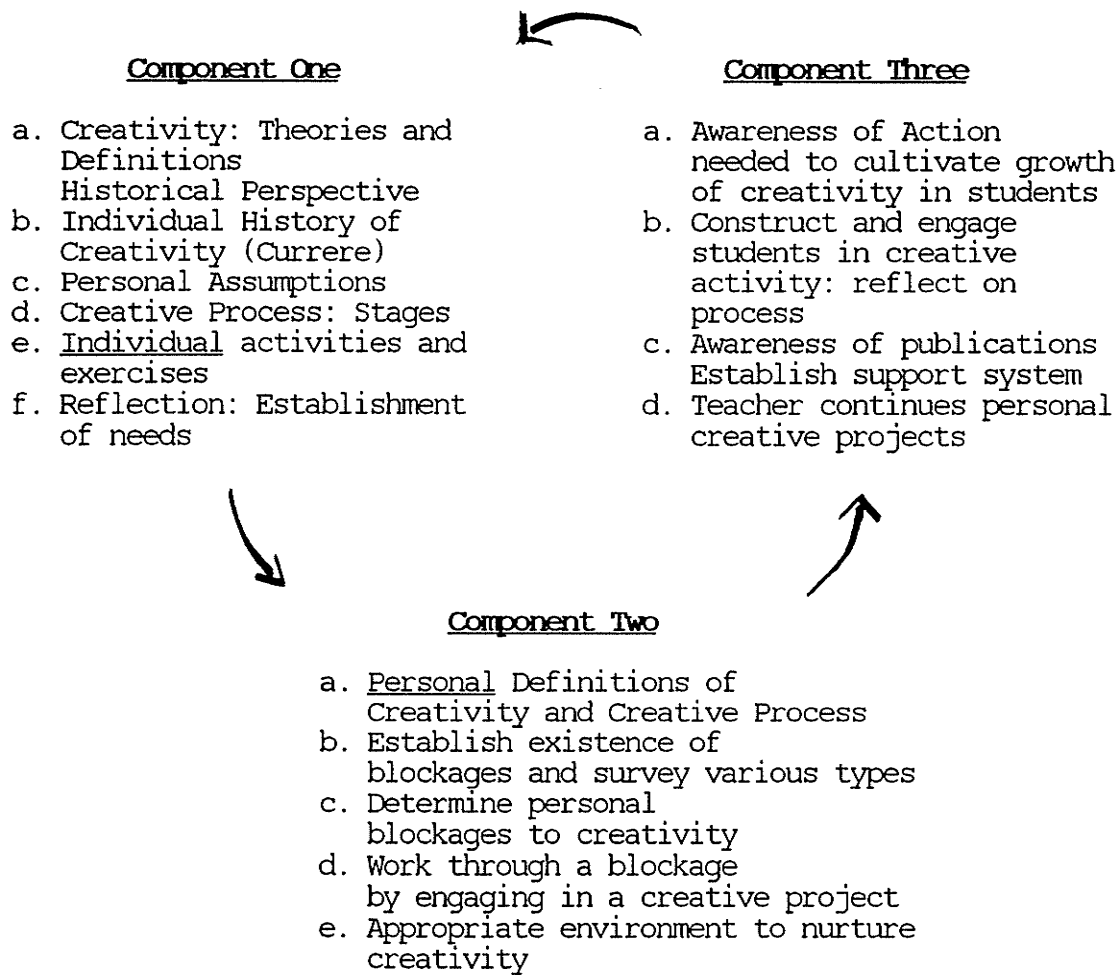 Component One
a. Creativity: Theories and
Definitions
Historical Perspective
b. Individual History of
Creativity (Currere)
c. Personal Assumptions
d. Creative Process: Stages
e. Individual activities and
exercises
f. Reflection: Establishment
of needs
Component Three
a. Awareness of Action
needed to cultivate growth
of creativity in students
b. Construct and engage
students in creative
activity: reflect on
process
c. Awareness of publications
Establish support system
d. Teacher continues personal
creative projects
Component Two
a. Personal Definitions of
Creativity and Creative Process
b. Establish existence of
blockages and survey various types
c. Determine personal
blockages to creativity
d. Work through a blockage
by engaging in a creative project
e. Appropriate environment to nurture
creativity